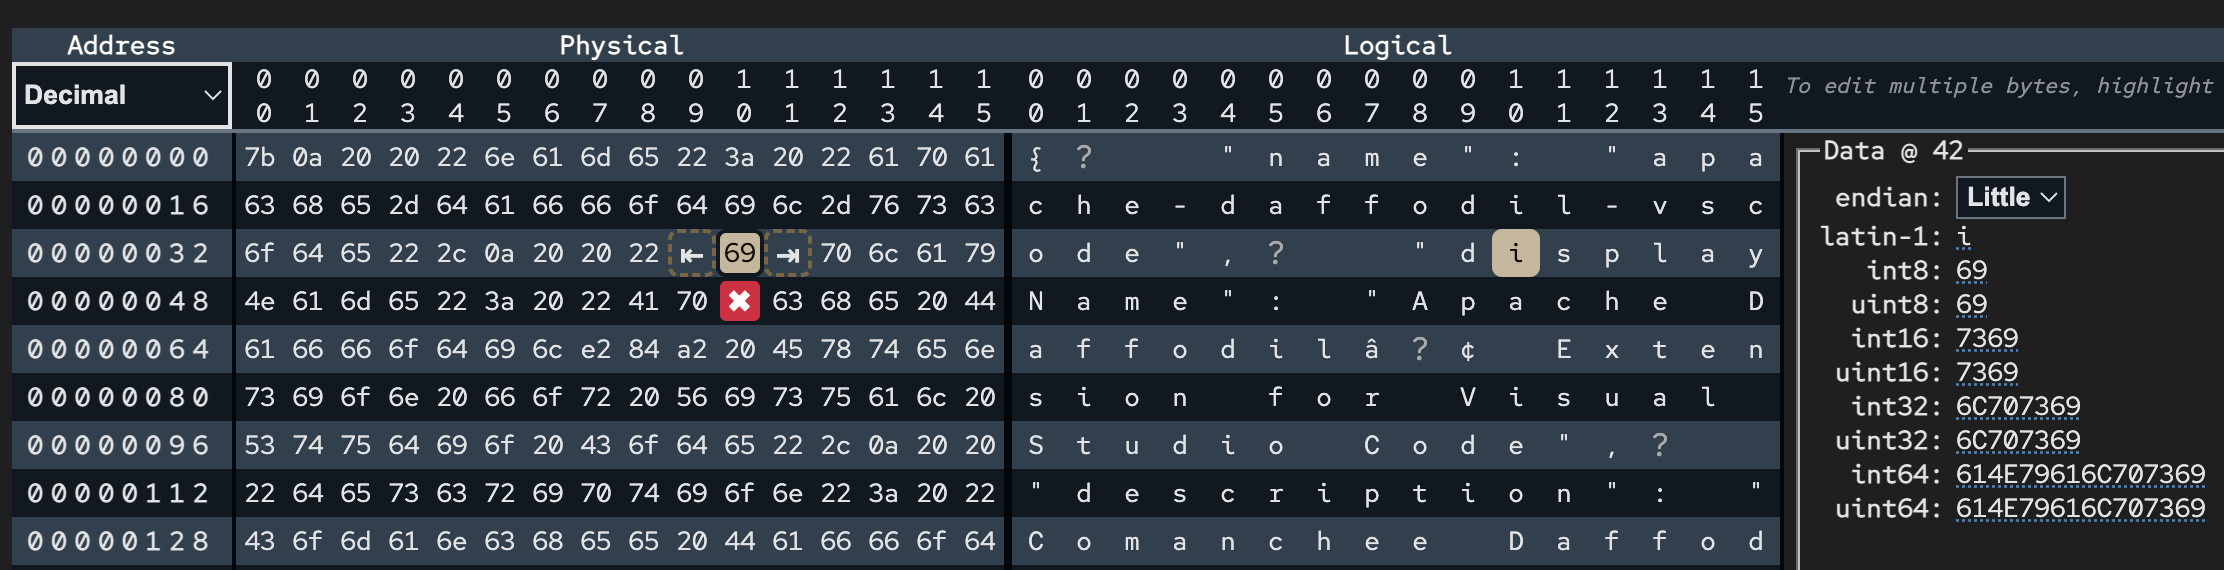 Address Physical Logical
Decimal 0 0 0 0 0 0 0 0 0 0 1 1 1 1 1 1 0 0 0 0 0 0 0 0 0 0 1 1 1 1 1 1 To edit multiple bytes, highlight
0 1 2 3 4 5 6 7 8 9 0 1 2 3 4 5 0 1 2 3 4 5 6 7 8 9 0 1 2 3 4 5
00000000 7b 0a 20 20 22 6e 61 6d 65 22 3a 20 22 61 70 61 { ? " n a m e " : " a p a
00000016 63 68 65 2d 64 61 66 66 6f 64 69 6c 2d 76 73 63 c h e - d a f f o d i l - v s c
00000032 6f 64 65 22 2c 0a 20 20 22 ⇤ 69 ⇥ 70 6c 61 79 o d e " , ? " d i s p l a y
00000048 4e 61 6d 65 22 3a 20 22 41 70 ✖ 63 68 65 20 44 N a m e " : " A p a c h e D
00000064 61 66 66 6f 64 69 6c e2 84 a2 20 45 78 74 65 6e a f f o d i l â ? ¢ E x t e n
00000080 73 69 6f 6e 20 66 6f 72 20 56 69 73 75 61 6c 20 s i o n f o r V i s u a l
00000096 53 74 75 64 69 6f 20 43 6f 64 65 22 2c 0a 20 20 S t u d i o C o d e " , ?
00000112 22 64 65 73 63 72 69 70 74 69 6f 6e 22 3a 20 22 " d e s c r i p t i o n " : "
00000128 43 6f 6d 61 6e 63 68 65 65 20 44 61 66 66 6f 64 C o m a n c h e e D a f f o d
Data @ 42
endian: Little
latin-1: i
int8: 69
uint8: 69
int16: 7369
uint16: 7369
int32: 6C707369
uint32: 6C707369
int64: 614E79616C707369
uint64: 614E79616C707369